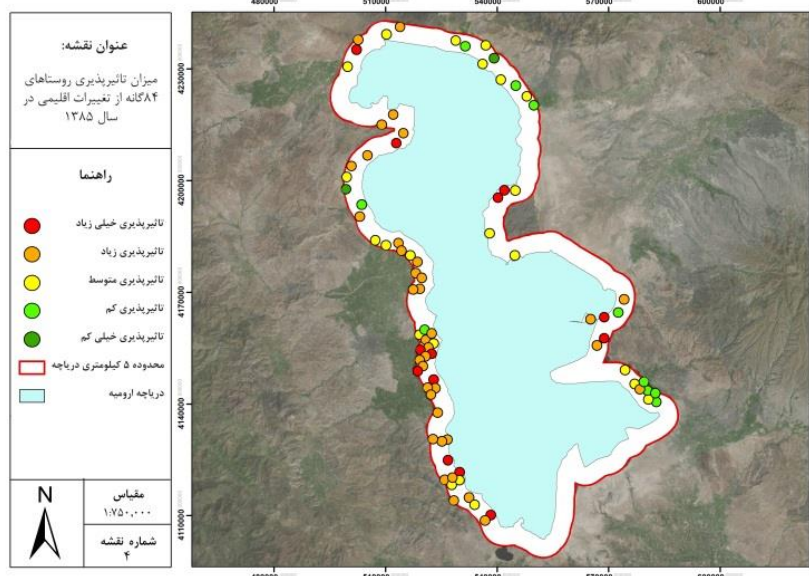 480000 510000 540000 570000 600000
عنوان نقشه:
میزان تاثیرپذیری روستاهای
۸۴گانه از تغییرات اقلیمی در
سال ۱۳۸۵
راهنما
تاثیرپذیری خیلی زیاد
تاثیرپذیری زیاد
تاثیرپذیری متوسط
تاثیرپذیری کم
تاثیرپذیری خیلی کم
محدوده ۵ کیلومتری دریاچه
دریاچه ارومیه
N
مقیاس
۱:۷۵۰,۰۰۰
شماره نقشه
۴
4230000
4200000
4170000
4140000
4110000